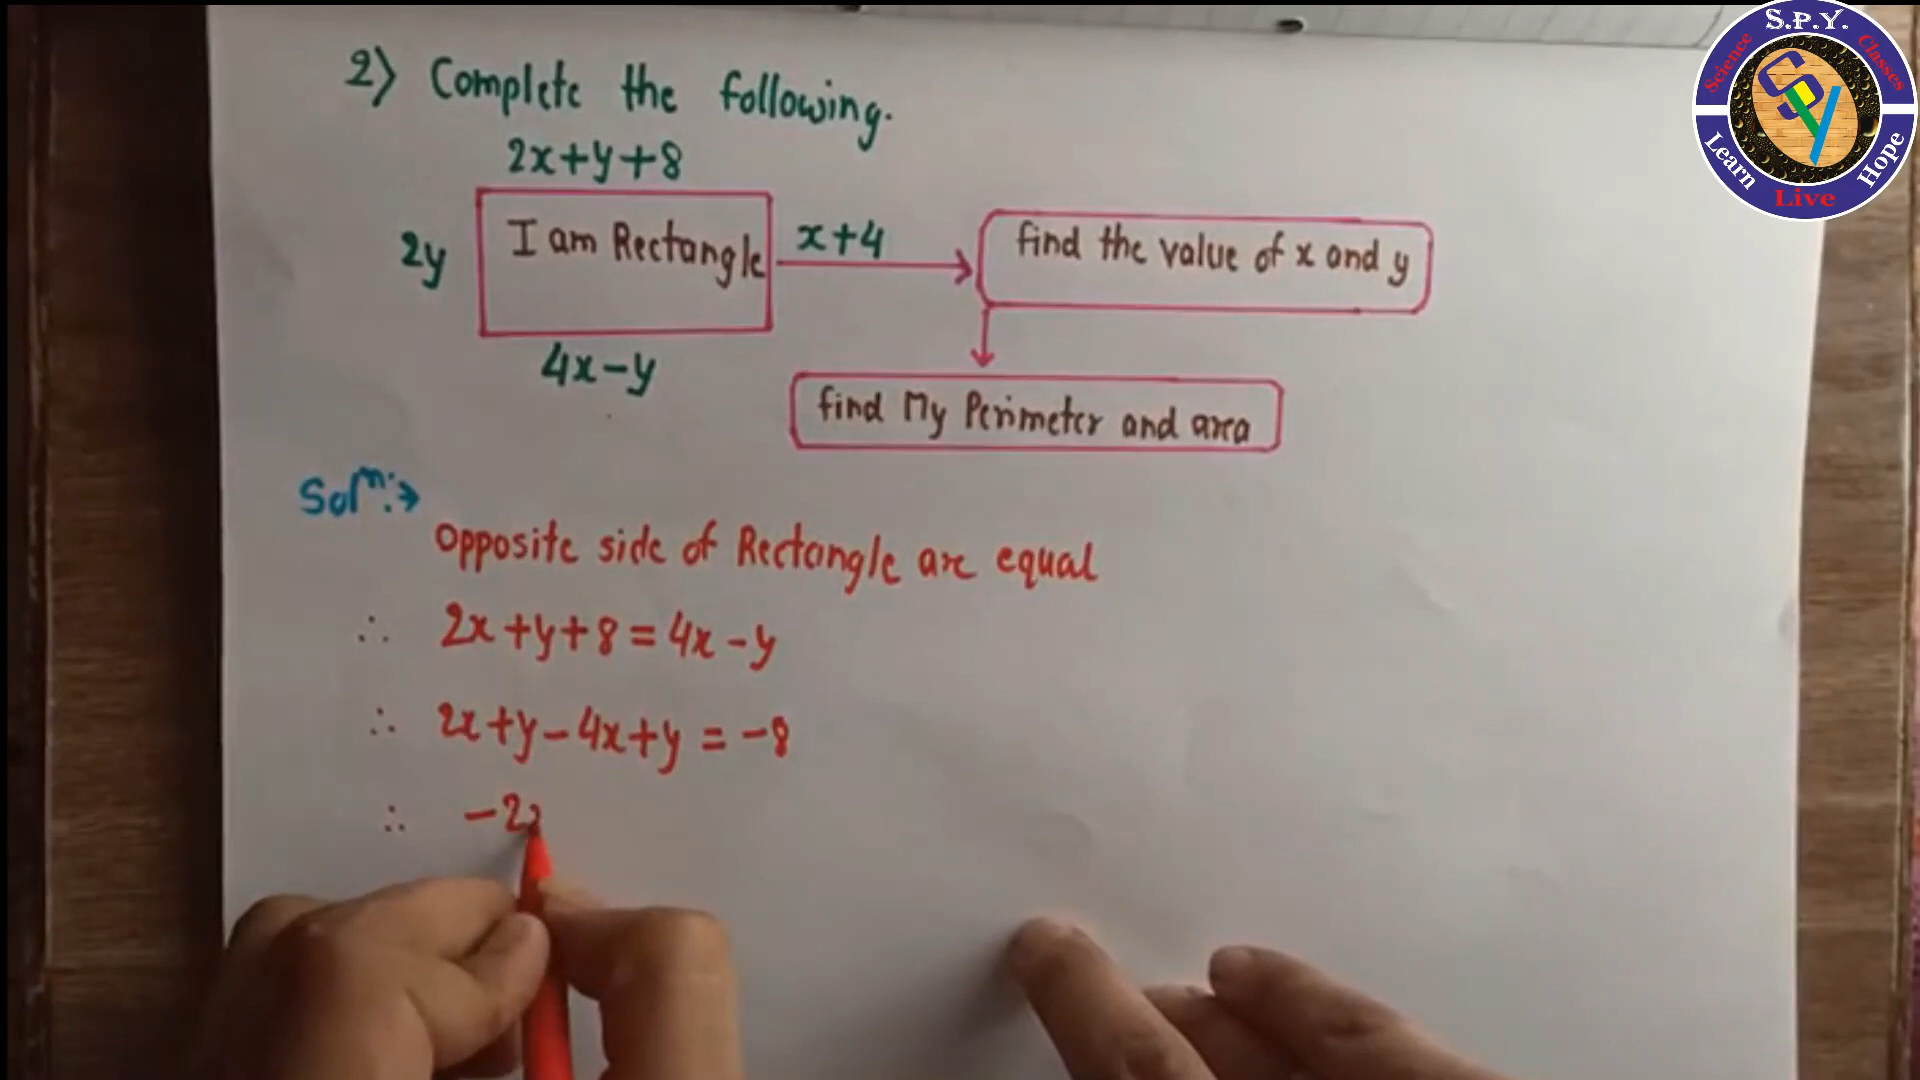 2) Complete the following.
2x+y+8
2y
I am Rectangle
x+4
find the value of x and y
4x-y
find My Perimeter and area
Solⁿ:→
Opposite side of Rectangle are equal
∴ 2x+y+8=4x-y
∴ 2x+y-4x+y=-8
∴ -2x
S.P.Y.
Science
Classes
SPY
Learn
Live
Hope